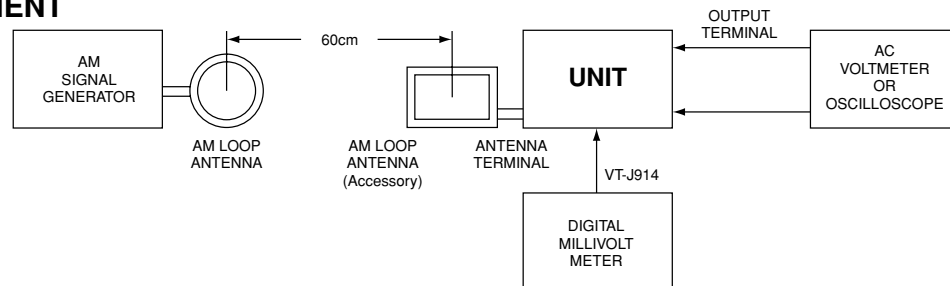 MENT
AM
SIGNAL
GENERATOR
AM LOOP
ANTENNA
60cm
AM LOOP
ANTENNA
(Accessory)
ANTENNA
TERMINAL
UNIT
OUTPUT
TERMINAL
AC
VOLTMETER
OR
OSCILLOSCOPE
VT-J914
DIGITAL
MILLIVOLT
METER